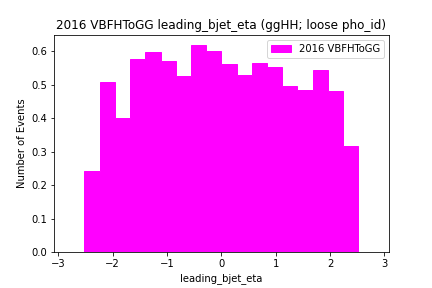 2016 VBFHToGG leading_bjet_eta (ggHH; loose pho_id)
2016 VBFHToGG
Number of Events
0.6
0.5
0.4
0.3
0.2
0.1
0.0
−3 −2 −1 0 1 2 3
leading_bjet_eta